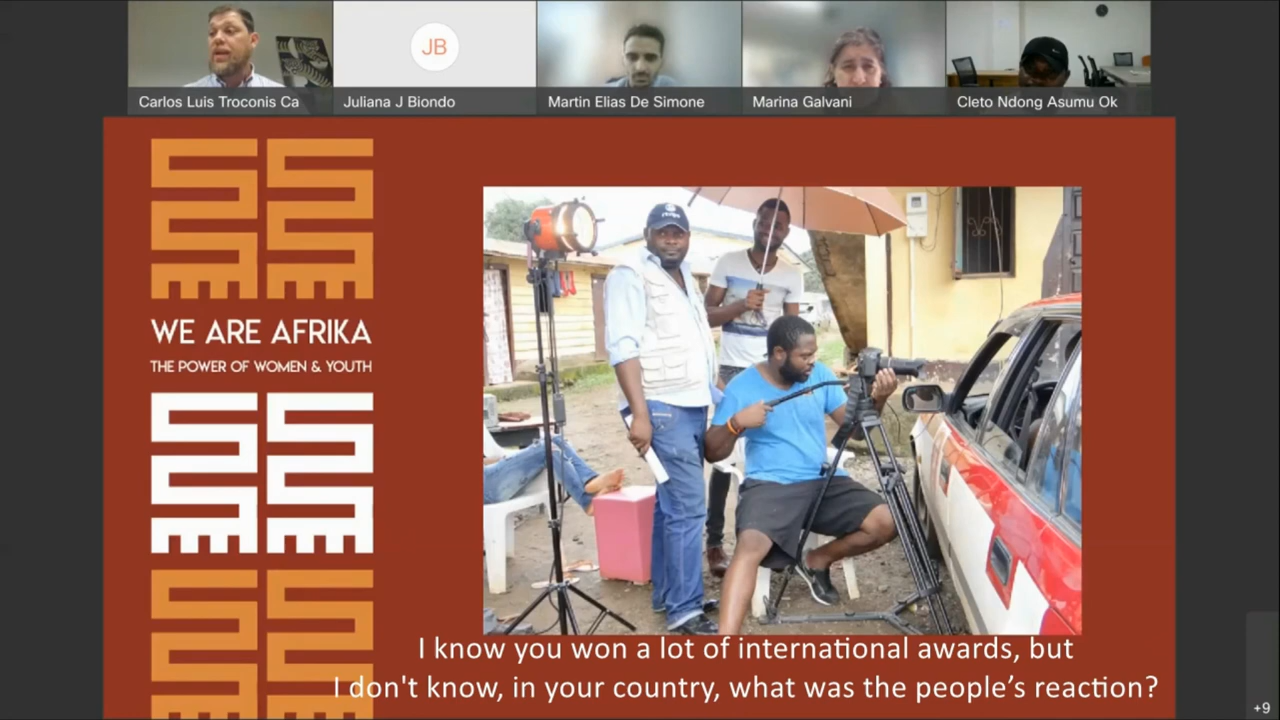 Carlos Luis Troconis Ca
JB
Juliana J Biondo
Martin Elias De Simone
Marina Galvani
Cleto Ndong Asumu Ok
WE ARE AFRIKA
THE POWER OF WOMEN & YOUTH
I know you won a lot of international awards, but
I don't know, in your country, what was the people’s reaction?
+9